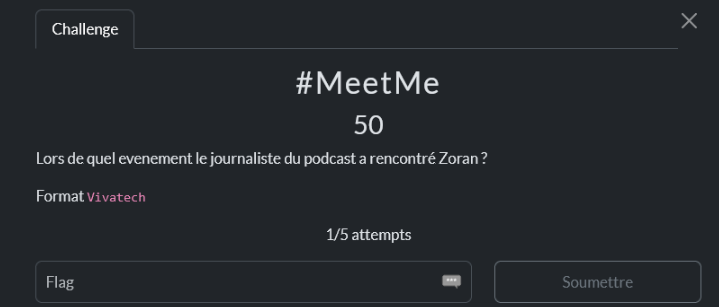 Challenge
#MeetMe
50
Lors de quel evenement le journaliste du podcast a rencontré Zoran ?
Format Vivatech
1/5 attempts
Flag
Soumettre